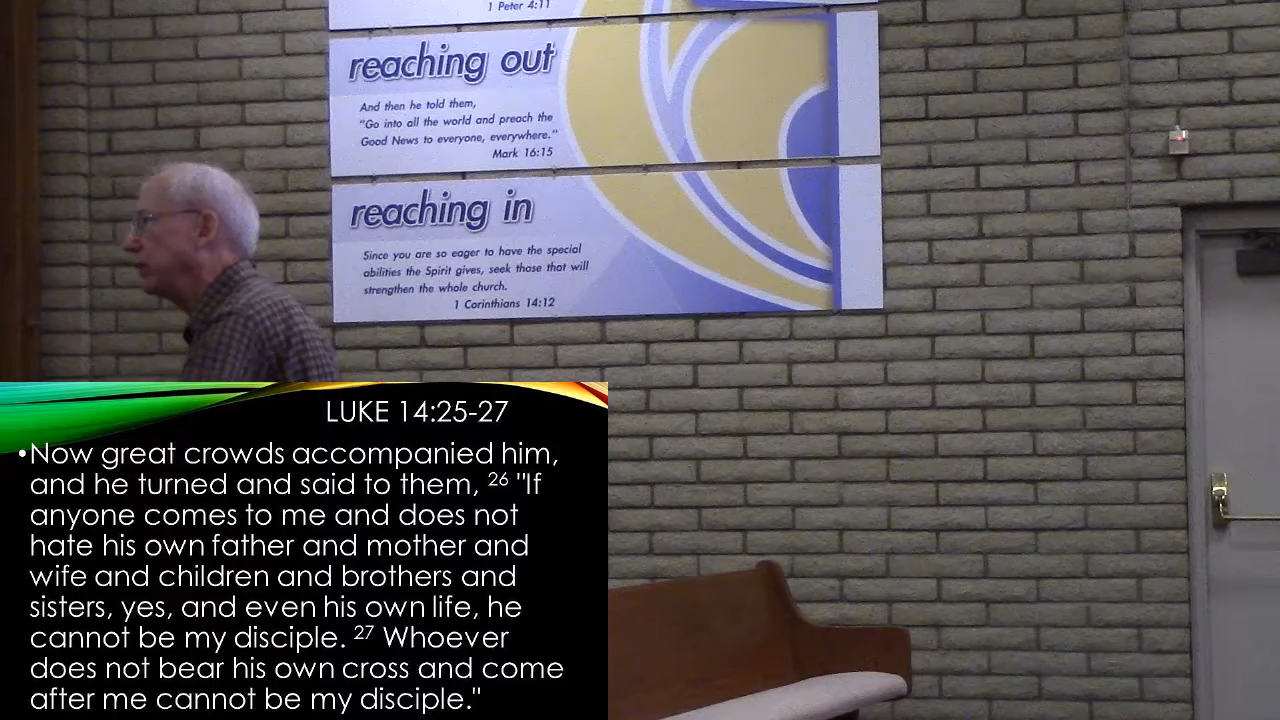 1 Peter 4:11
reaching out
And then he told them,
"Go into all the world and preach the
Good News to everyone, everywhere."
Mark 16:15
reaching in
Since you are so eager to have the special
abilities the Spirit gives, seek those that will
strengthen the whole church.
1 Corinthians 14:12
LUKE 14:25-27
•Now great crowds accompanied him,
and he turned and said to them, 26 "If
anyone comes to me and does not
hate his own father and mother and
wife and children and brothers and
sisters, yes, and even his own life, he
cannot be my disciple. 27 Whoever
does not bear his own cross and come
after me cannot be my disciple."